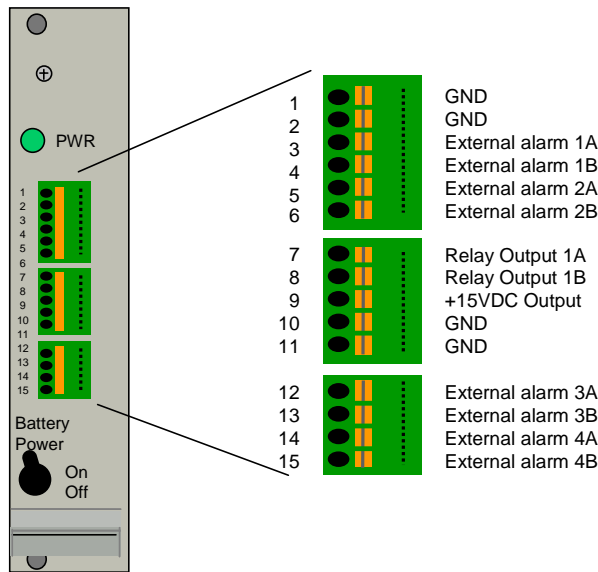 PWR
1
2
3
4
5
6
7
8
9
10
11
12
13
14
15
Battery
Power
On
Off
1 GND
2 GND
3 External alarm 1A
4 External alarm 1B
5 External alarm 2A
6 External alarm 2B
7 Relay Output 1A
8 Relay Output 1B
9 +15VDC Output
10 GND
11 GND
12 External alarm 3A
13 External alarm 3B
14 External alarm 4A
15 External alarm 4B